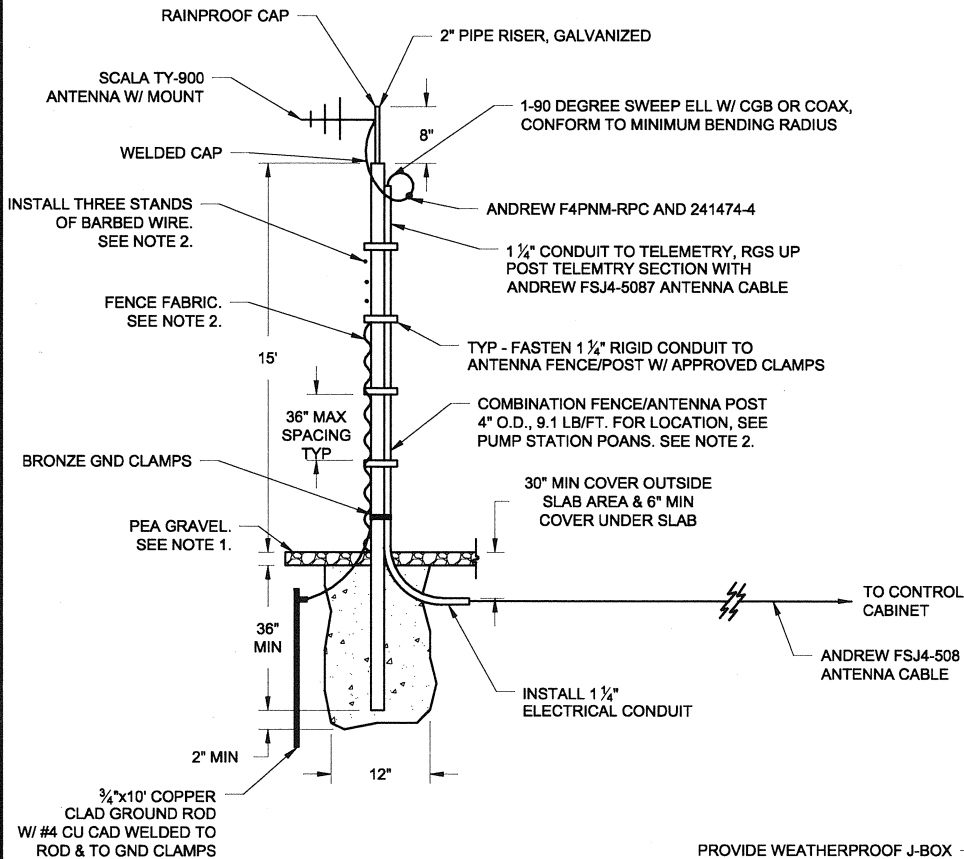 RAINPROOF CAP
2" PIPE RISER, GALVANIZED
SCALA TY-900
ANTENNA W/ MOUNT
1-90 DEGREE SWEEP ELL W/ CGB OR COAX,
CONFORM TO MINIMUM BENDING RADIUS
8"
WELDED CAP
INSTALL THREE STANDS
OF BARBED WIRE.
SEE NOTE 2.
ANDREW F4PNM-RPC AND 241474-4
1 ¼" CONDUIT TO TELEMETRY, RGS UP
POST TELEMTRY SECTION WITH
ANDREW FSJ4-5087 ANTENNA CABLE
FENCE FABRIC.
SEE NOTE 2.
15'
TYP - FASTEN 1 ¼" RIGID CONDUIT TO
ANTENNA FENCE/POST W/ APPROVED CLAMPS
36" MAX
SPACING
TYP
COMBINATION FENCE/ANTENNA POST
4" O.D., 9.1 LB/FT. FOR LOCATION, SEE
PUMP STATION POANS. SEE NOTE 2.
BRONZE GND CLAMPS
30" MIN COVER OUTSIDE
SLAB AREA & 6" MIN
COVER UNDER SLAB
PEA GRAVEL.
SEE NOTE 1.
TO CONTROL
CABINET
36"
MIN
ANDREW FSJ4-508
ANTENNA CABLE
INSTALL 1 ¼"
ELECTRICAL CONDUIT
2" MIN
12"
¾"x10' COPPER
CLAD GROUND ROD
W/ #4 CU CAD WELDED TO
ROD & TO GND CLAMPS
PROVIDE WEATHERPROOF J-BOX